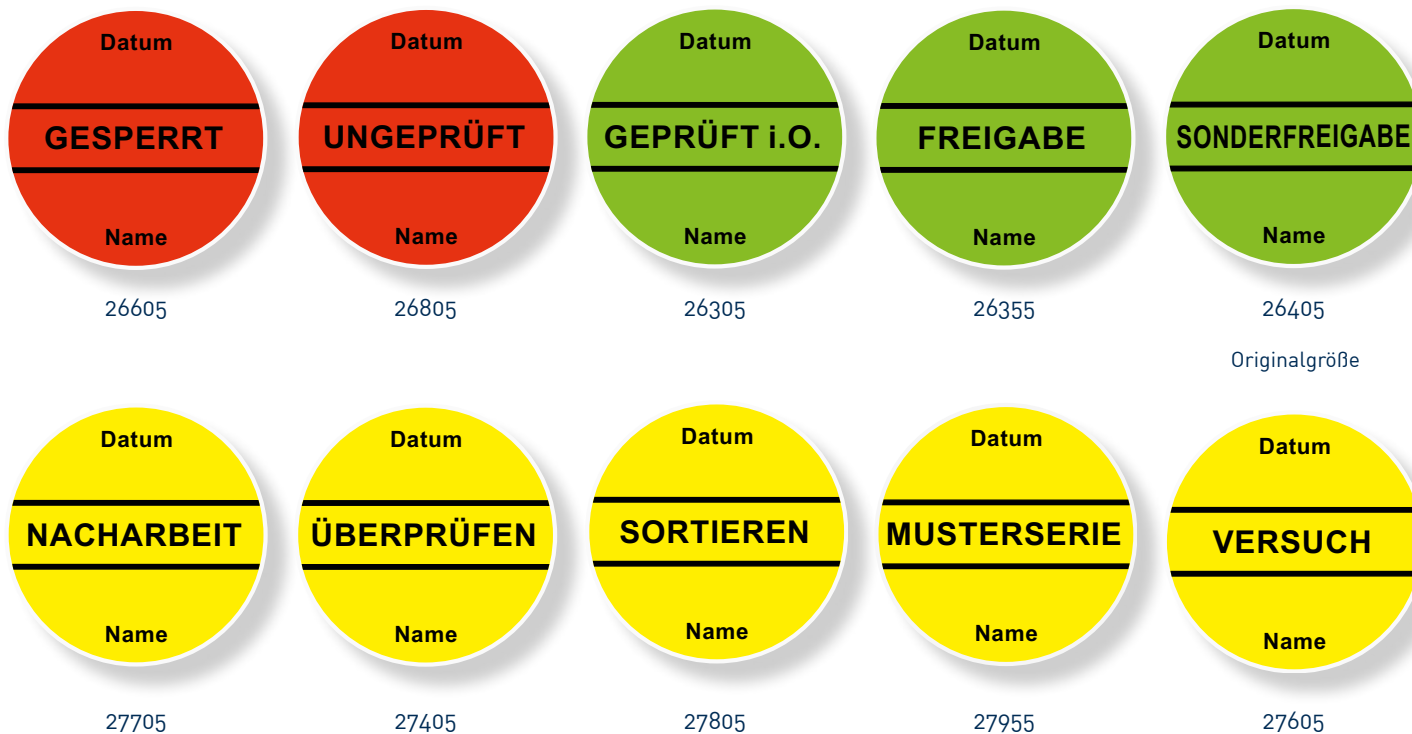 Datum
GESPERRT
Name
26605
Datum
UNGEPRÜFT
Name
26805
Datum
GEPRÜFT i.O.
Name
26305
Datum
FREIGABE
Name
26355
Datum
SONDERFREIGABE
Name
26405
Originalgröße
Datum
NACHARBEIT
Name
27705
Datum
ÜBERPRÜFEN
Name
27405
Datum
SORTIEREN
Name
27805
Datum
MUSTERSERIE
Name
27955
Datum
VERSUCH
Name
27605